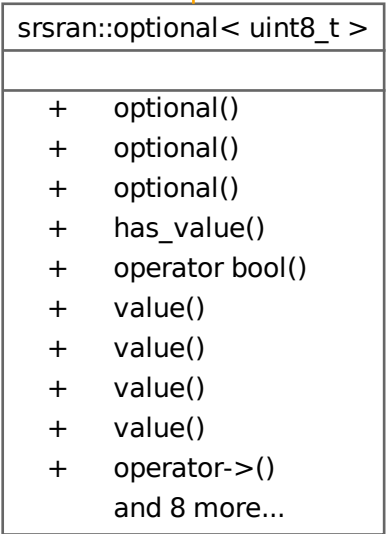 srsran::optional< uint8_t >
+ optional()
+ optional()
+ optional()
+ has_value()
+ operator bool()
+ value()
+ value()
+ value()
+ value()
+ operator->()
and 8 more...